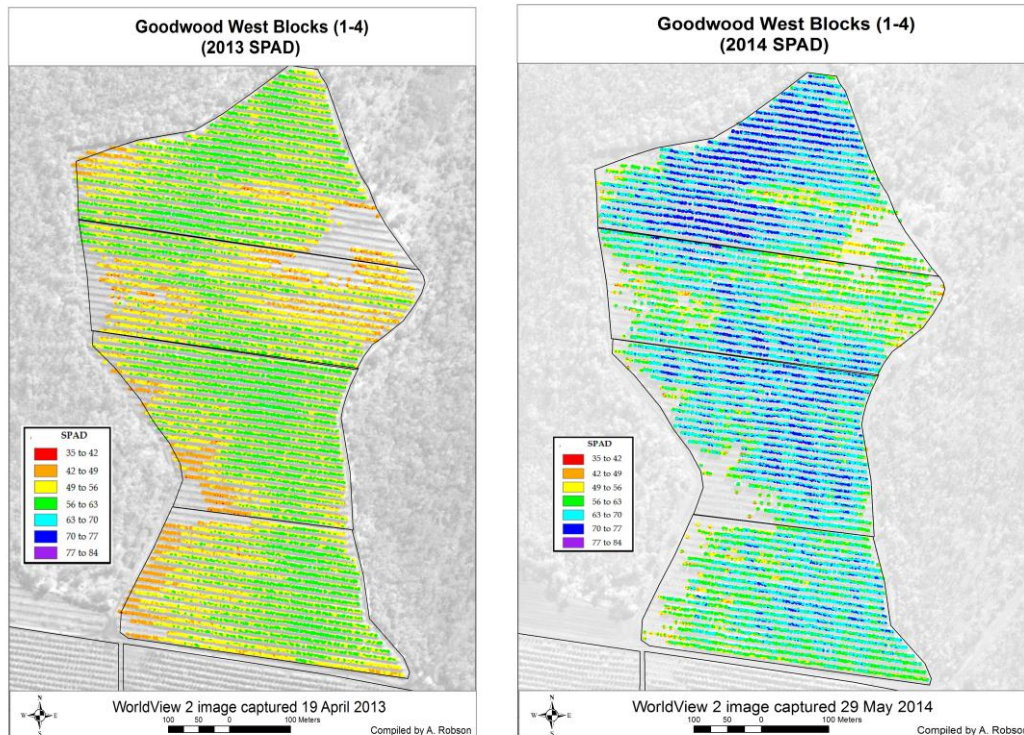 Goodwood West Blocks (1-4)
(2013 SPAD)
SPAD
35 to 42
42 to 49
49 to 56
56 to 63
63 to 70
70 to 77
77 to 84
N
W E
S
WorldView 2 image captured 19 April 2013
100 50 0 100 Meters
Compiled by A. Robson
Goodwood West Blocks (1-4)
(2014 SPAD)
SPAD
35 to 42
42 to 49
49 to 56
56 to 63
63 to 70
70 to 77
77 to 84
N
W E
S
WorldView 2 image captured 29 May 2014
100 50 0 100 Meters
Compiled by A. Robson